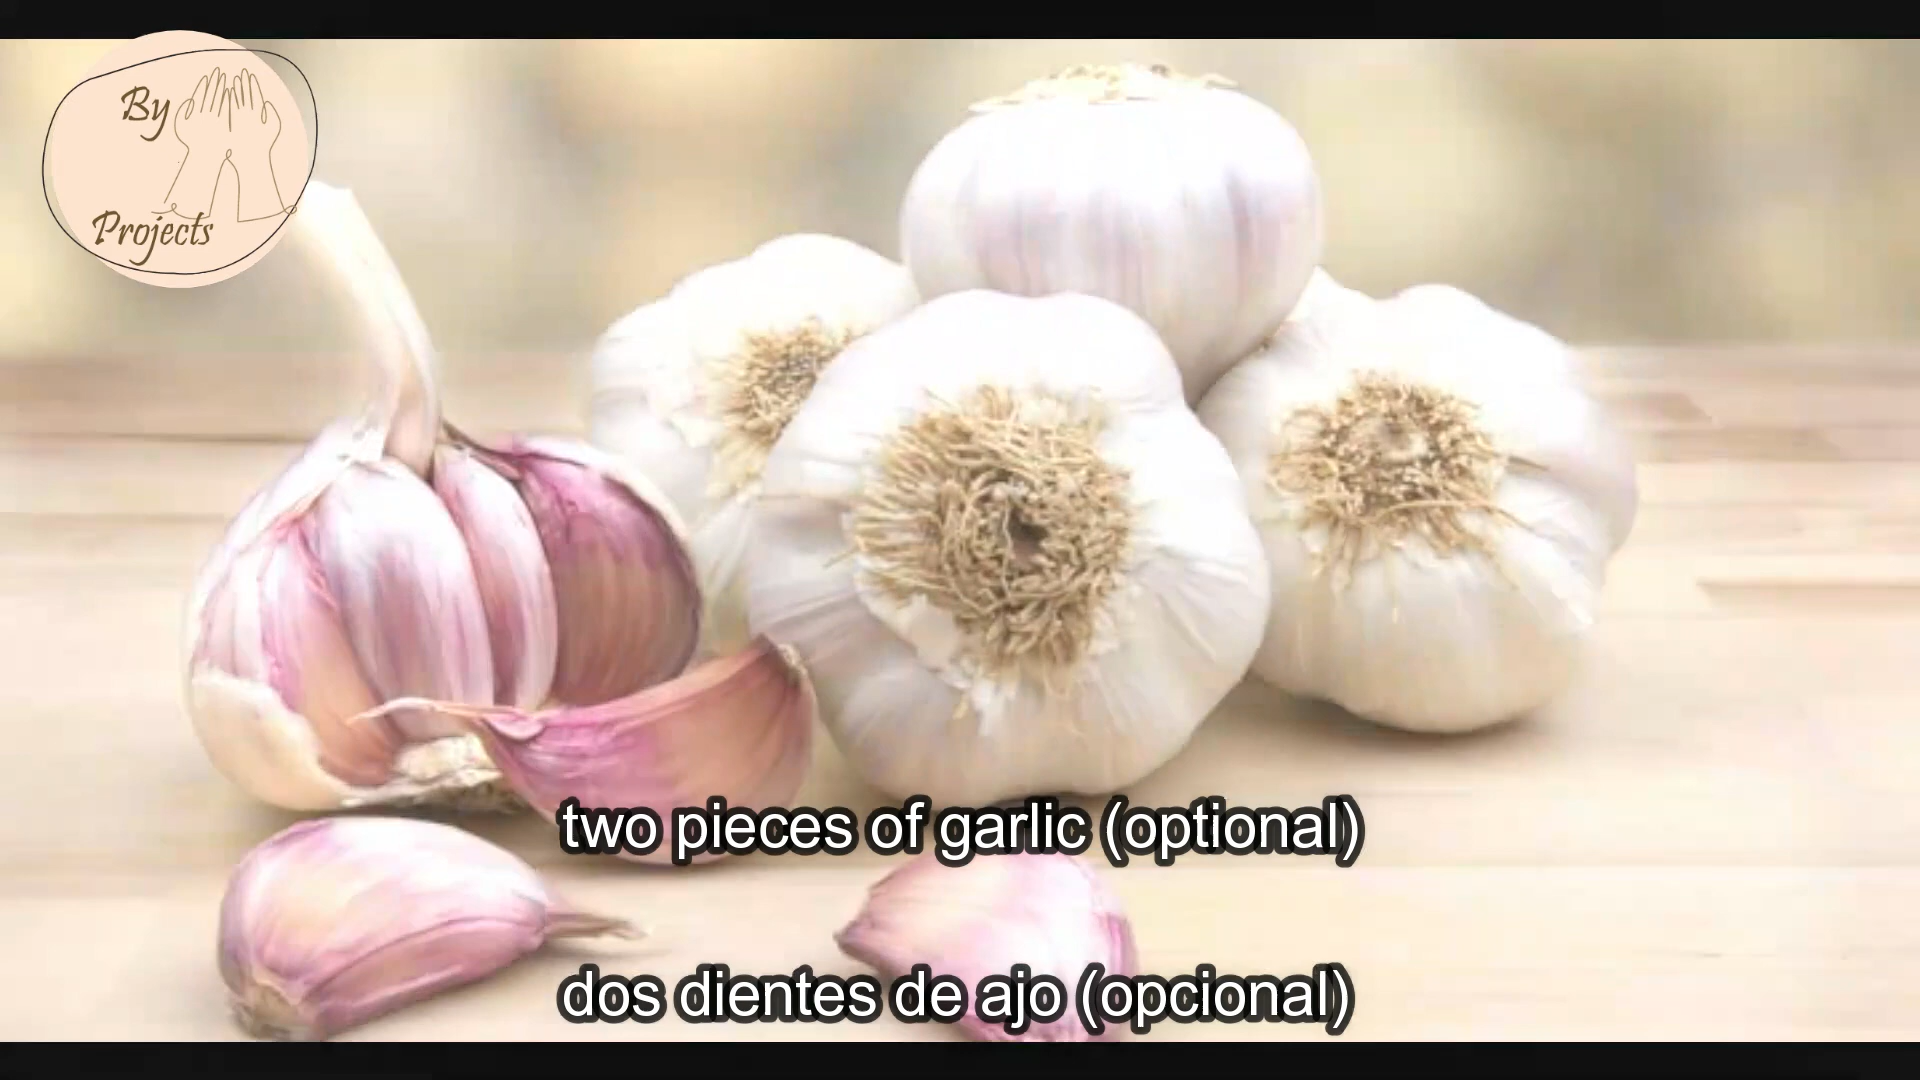 By
Projects
two pieces of garlic (optional)
dos dientes de ajo (opcional)